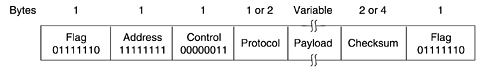 Bytes 1 1 1 1 or 2 Variable 2 or 4 1
Flag Address Control Protocol Payload Checksum Flag
01111110 11111111 00000011 01111110